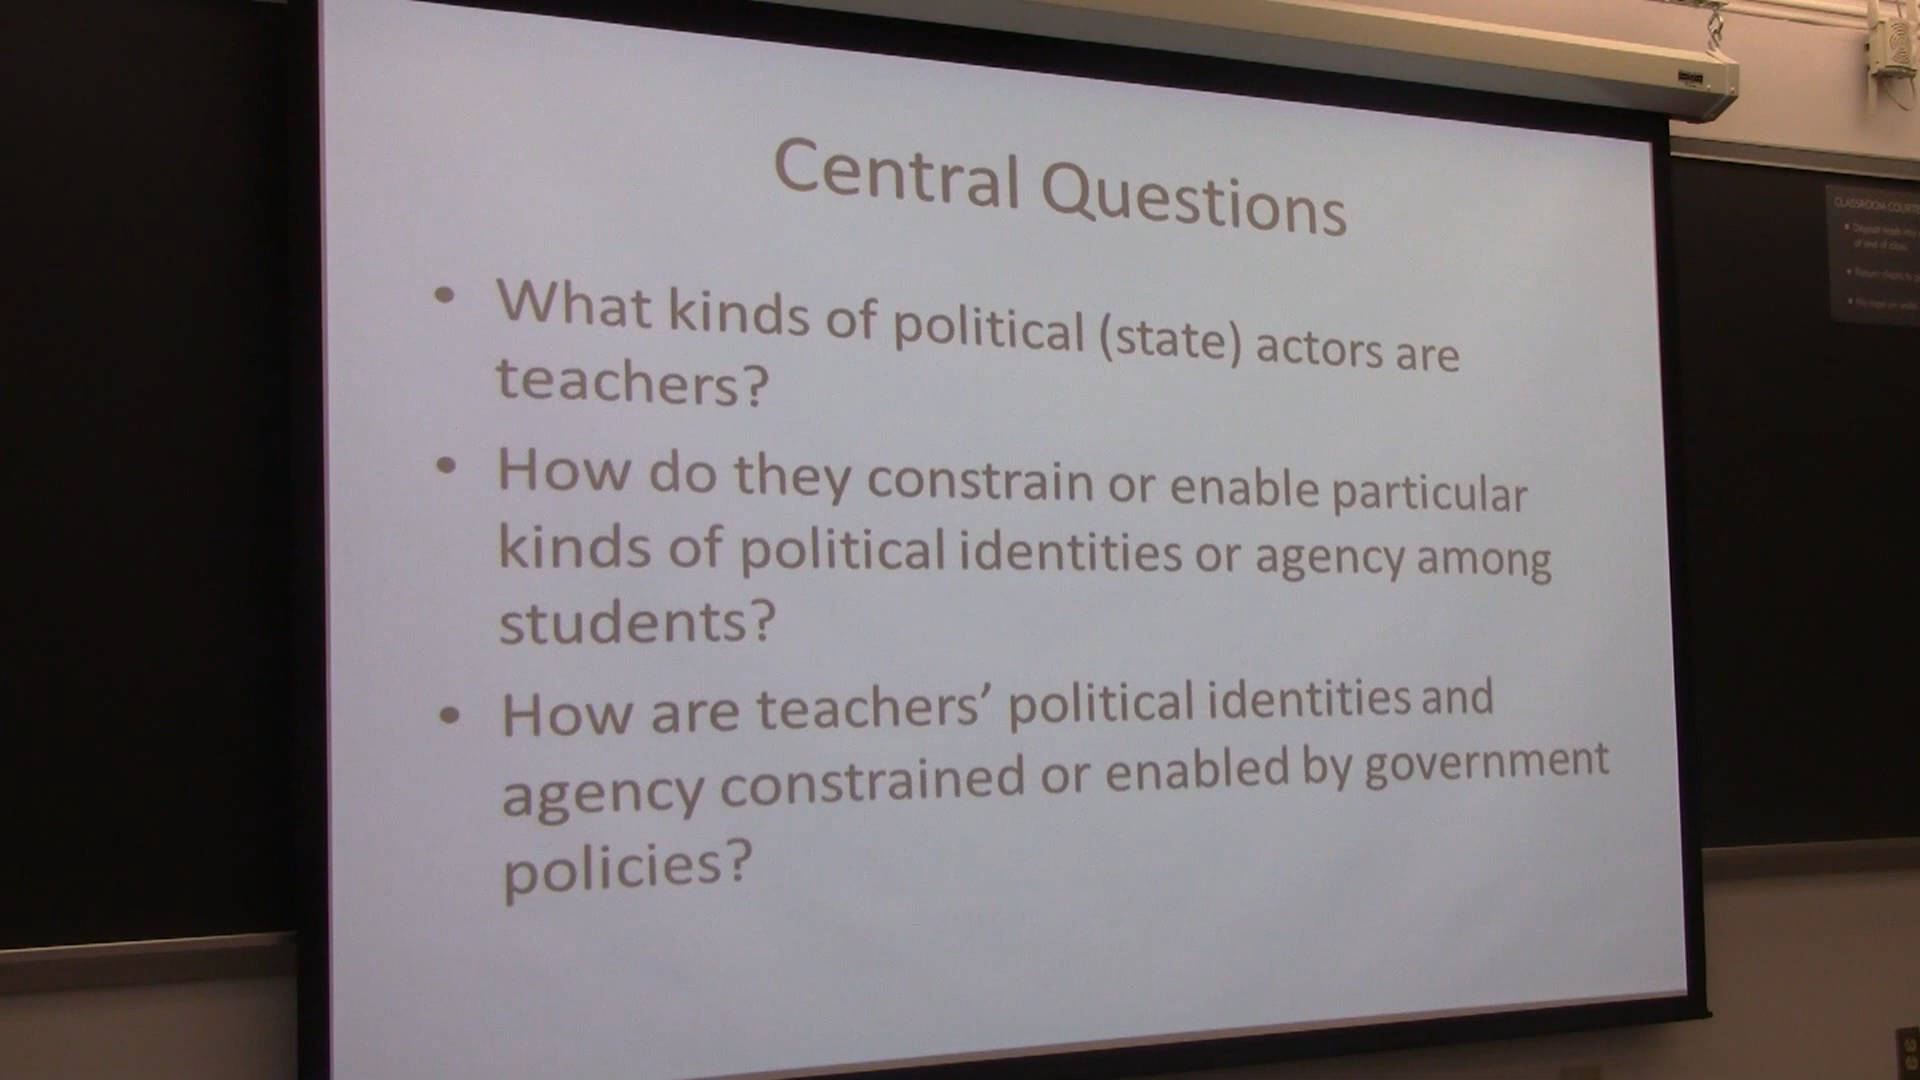 Central Questions
• What kinds of political (state) actors are
teachers?
• How do they constrain or enable particular
kinds of political identities or agency among
students?
• How are teachers’ political identities and
agency constrained or enabled by government
policies?
CLASSROOM